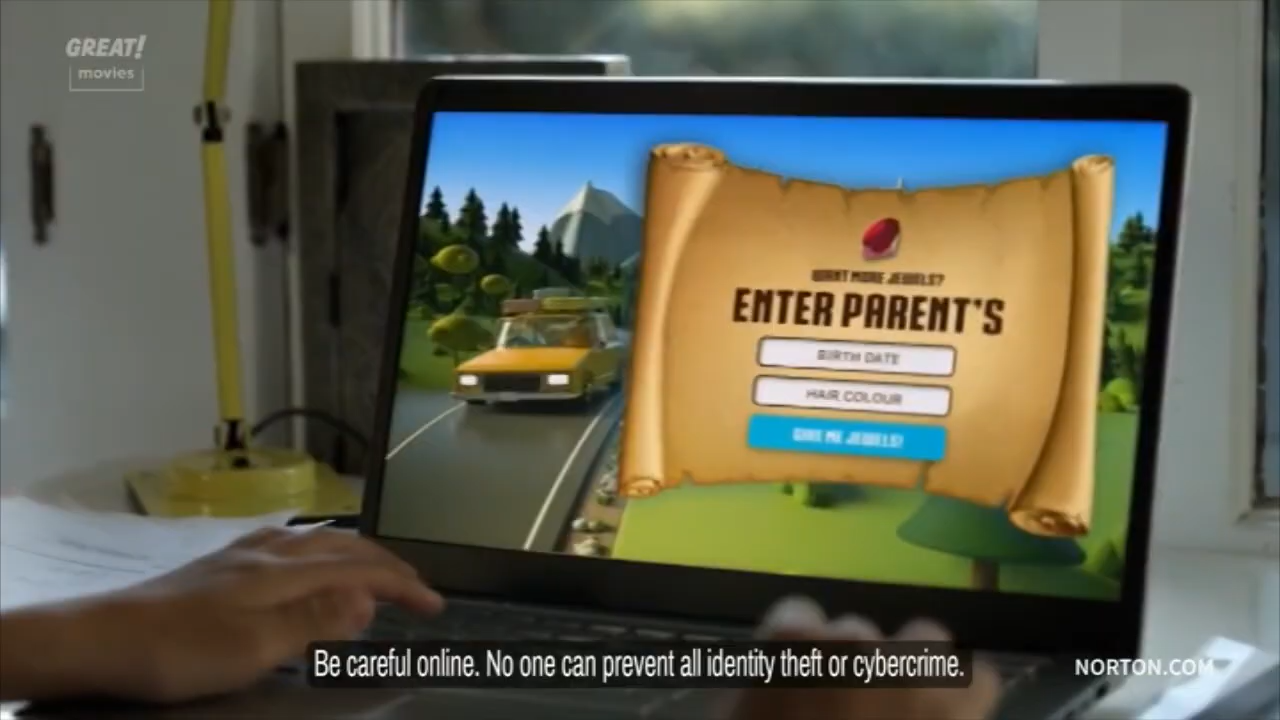 GREAT!
movies
WANT MORE JEWELS?
ENTER PARENT'S
BIRTH DATE
HAIR COLOUR
GIVE ME JEWELS!
Be careful online. No one can prevent all identity theft or cybercrime.
NORTON.COM